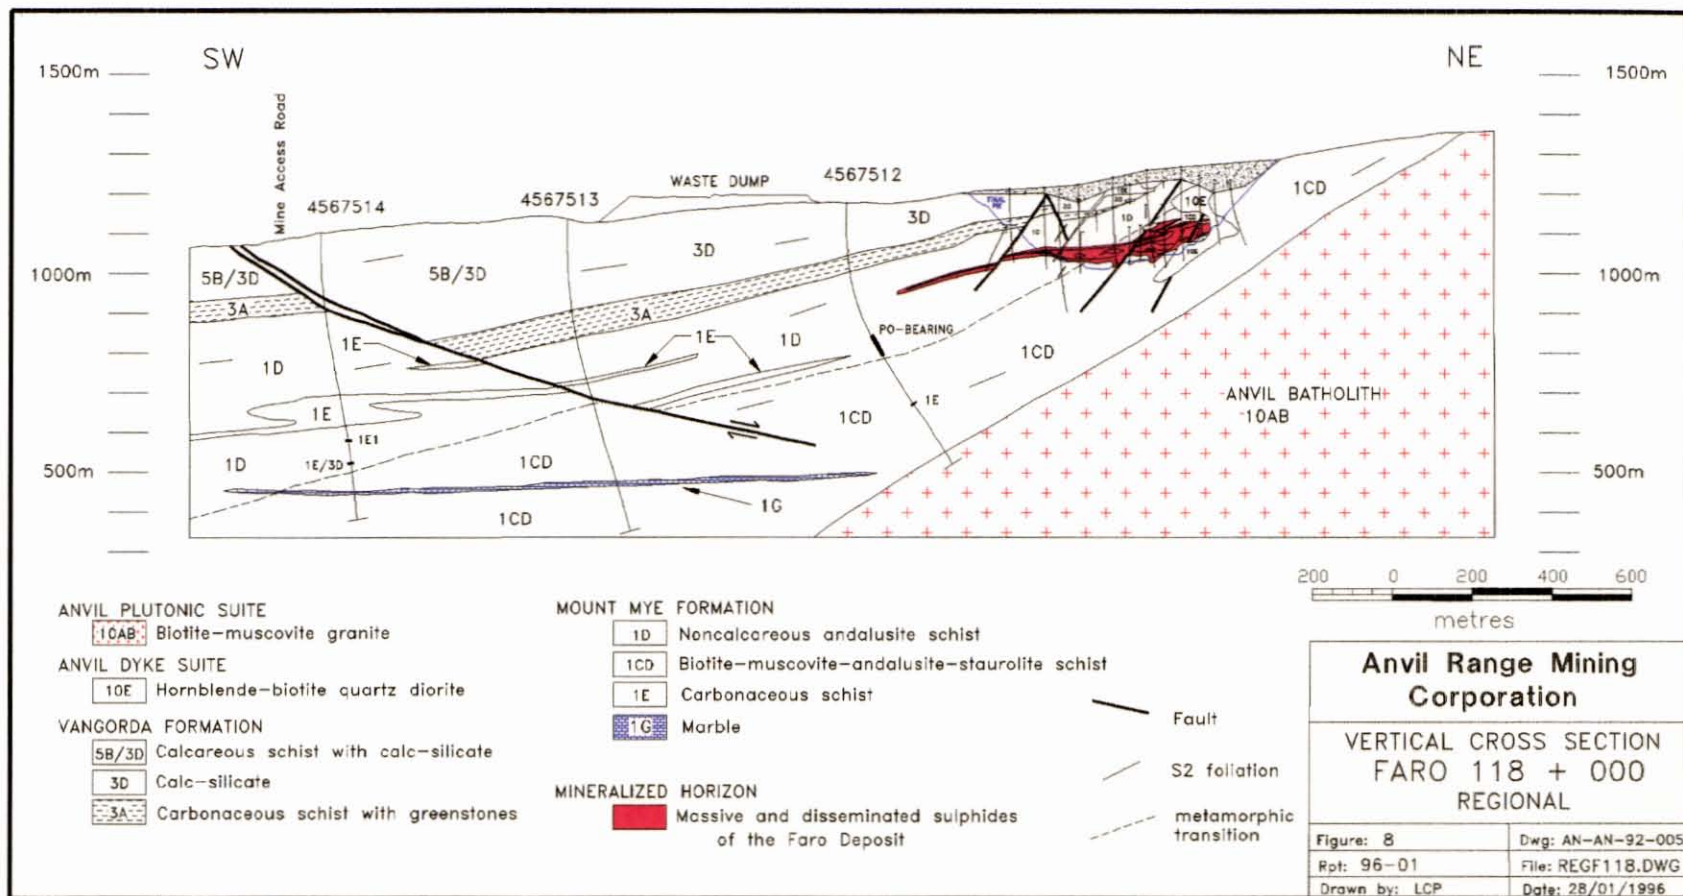 SW
NE
1500m
1500m
Mine Access Road
4567514
4567513
WASTE DUMP
4567512
3D
FINAL PIT
1D
10E
1CD
1000m
1000m
5B/3D
5B/3D
3D
3A
3A
1E
1E
1D
1D
PO-BEARING
1CD
1E
1CD
1E
ANVIL BATHOLITH
10AB
1E1
1D
1E/3D
1CD
500m
500m
1G
1CD
200 0 200 400 600
metres
ANVIL PLUTONIC SUITE
10AB Biotite-muscovite granite
ANVIL DYKE SUITE
10E Hornblende-biotite quartz diorite
VANGORDA FORMATION
5B/3D Calcareous schist with calc-silicate
3D Calc-silicate
3A Carbonaceous schist with greenstones
MOUNT MYE FORMATION
1D Noncalcareous andalusite schist
1CD Biotite-muscovite-andalusite-staurolite schist
1E Carbonaceous schist
1G Marble
MINERALIZED HORIZON
Massive and disseminated sulphides
of the Faro Deposit
Fault
S2 foliation
metamorphic
transition
Anvil Range Mining
Corporation
VERTICAL CROSS SECTION
FARO 118 + 000
REGIONAL
Figure: 8
Dwg: AN-AN-92-005
Rpt: 96-01
File: REGF118.DWG
Drawn by: LCP
Date: 28/01/1996